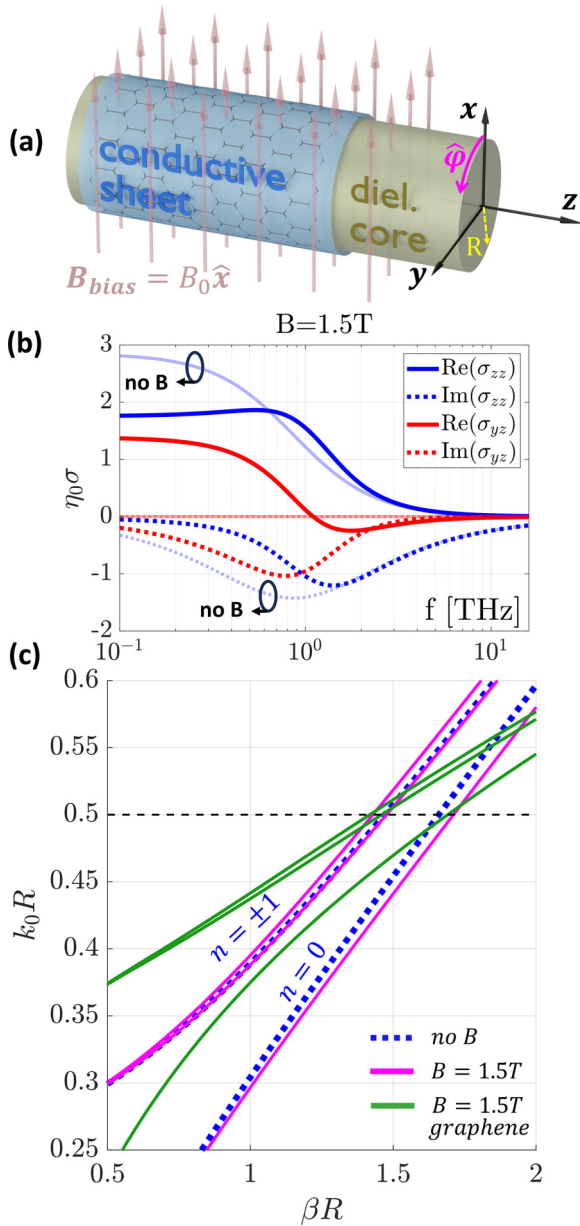 (a)
conductive
sheet
diel.
core
x
φ̂
z
R
y
B_bias = B_0 x̂
B=1.5T
(b)
3
2
1
0
-1
-2
η_0σ
no B
no B
Re(σ_zz)
Im(σ_zz)
Re(σ_yz)
Im(σ_yz)
10^-1
10^0
10^1
f [THz]
(c)
0.6
0.55
0.5
0.45
0.4
0.35
0.3
0.25
k_0R
n = ±1
n = 0
no B
B = 1.5T
B = 1.5T
graphene
0.5
1
1.5
2
βR